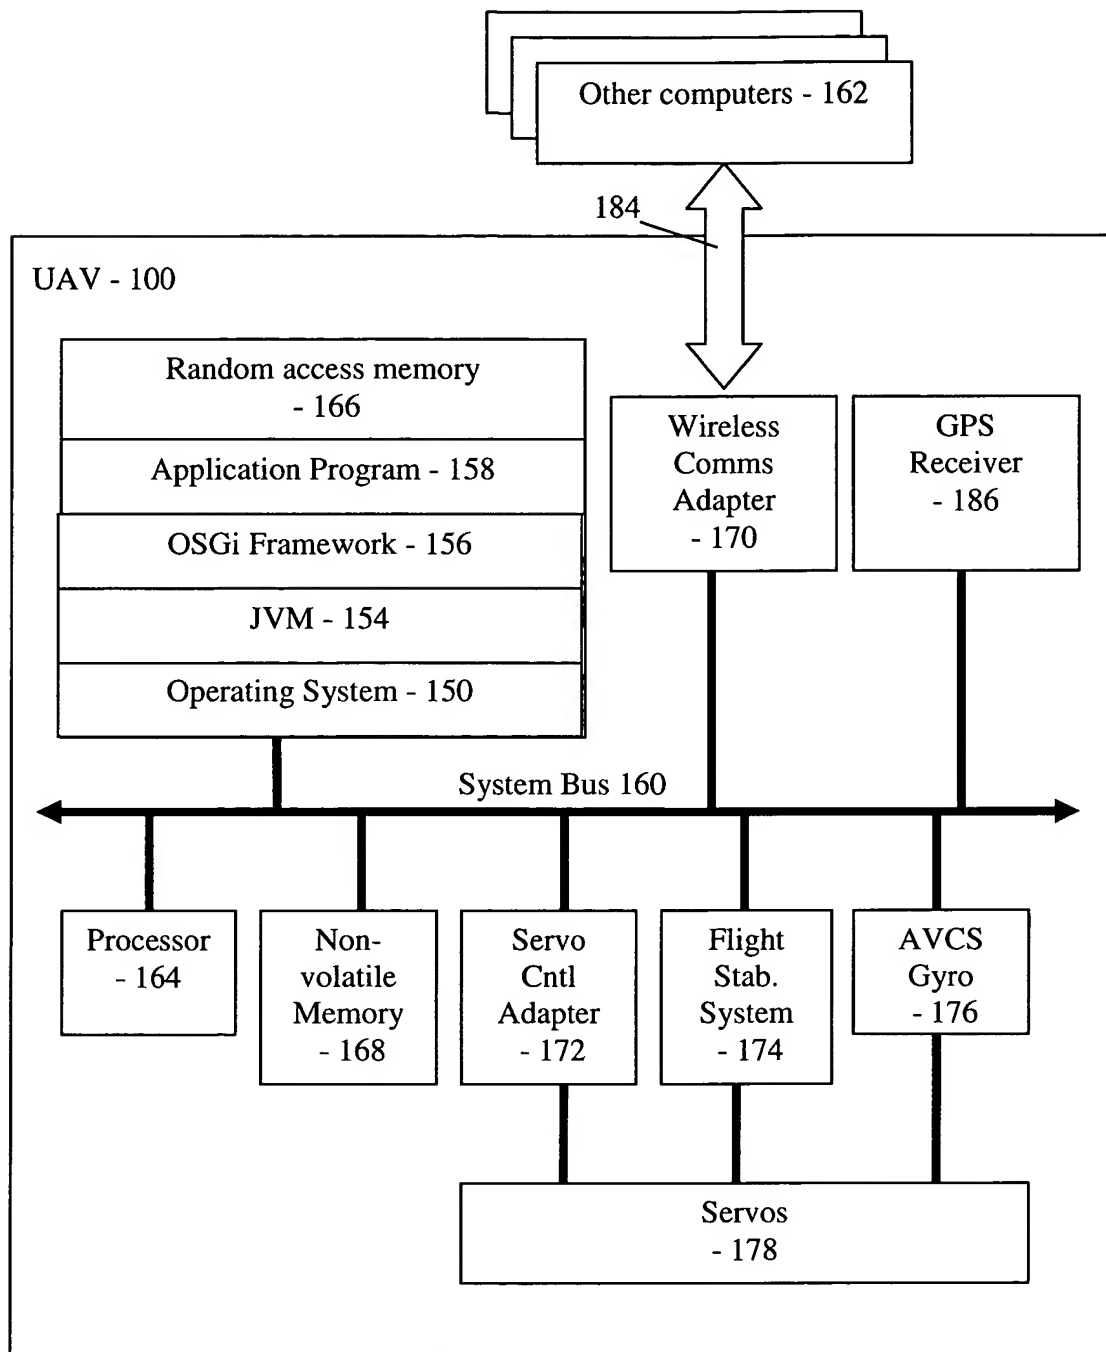 Other computers - 162
184
UAV - 100
Random access memory
- 166
Application Program - 158
OSGi Framework - 156
JVM - 154
Operating System - 150
Wireless
Comms
Adapter
- 170
GPS
Receiver
- 186
System Bus 160
Processor
- 164
Non-
volatile
Memory
- 168
Servo
Cntl
Adapter
- 172
Flight
Stab.
System
- 174
AVCS
Gyro
- 176
Servos
- 178